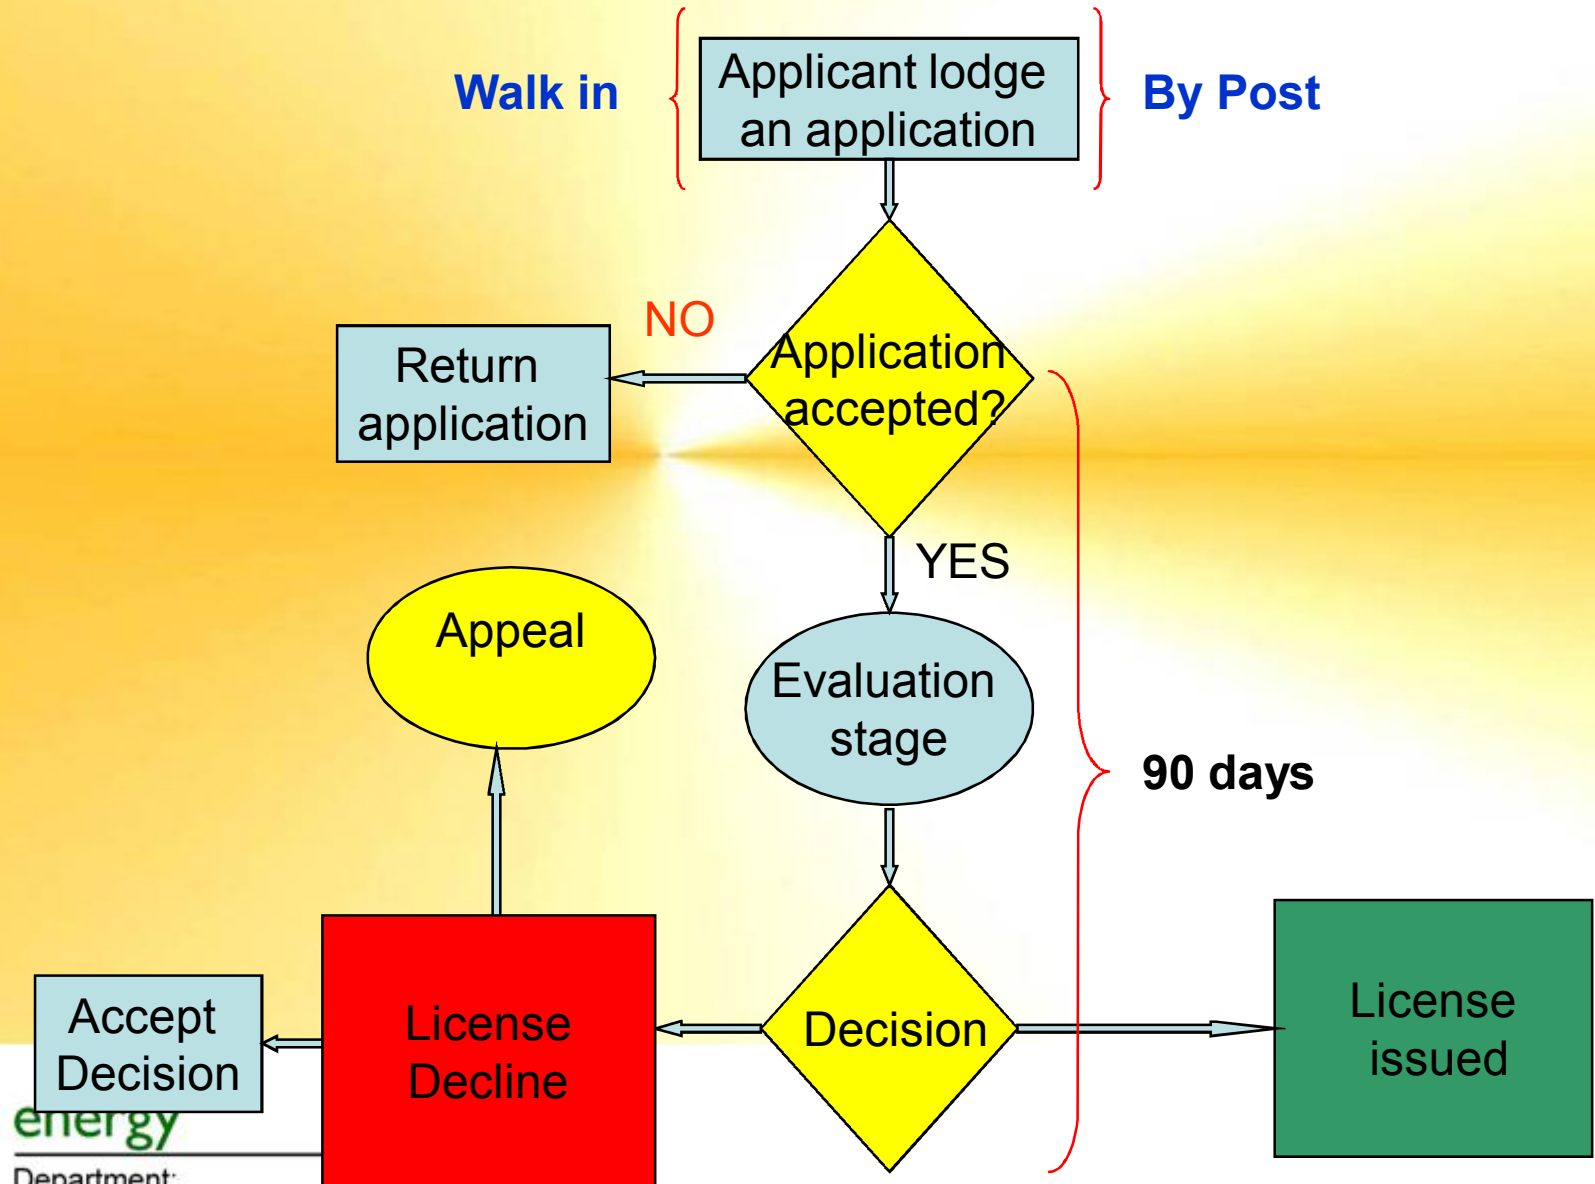 Walk in
Applicant lodge
an application
By Post
NO
Return
application
Application
accepted?
YES
Appeal
Evaluation
stage
90 days
Accept
Decision
License
Decline
Decision
License
issued
energy
Department: